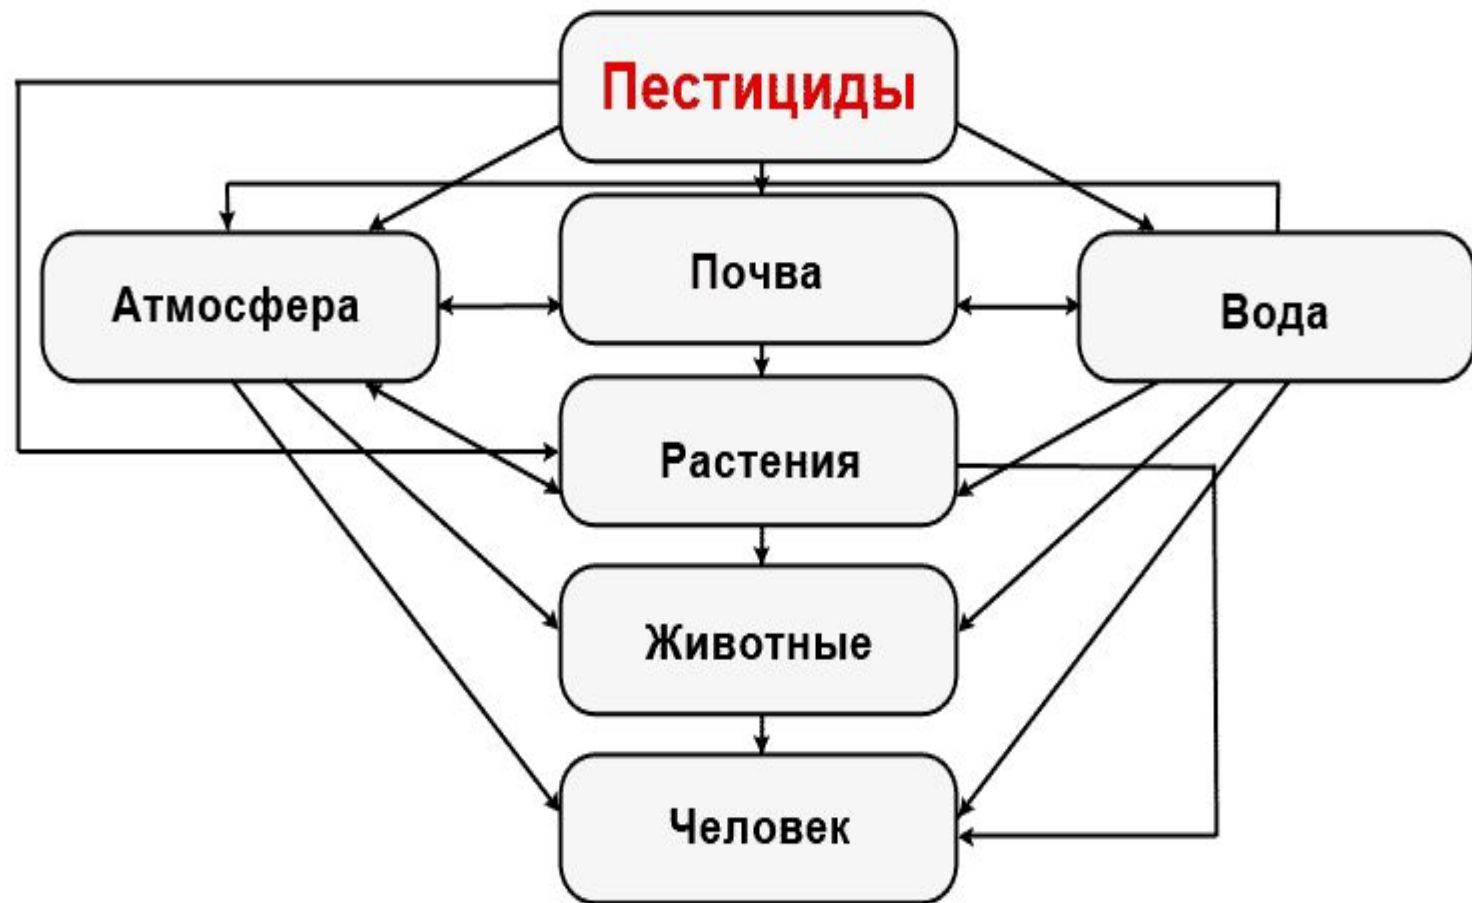 Пестициды
Почва
Атмосфера
Вода
Растения
Животные
Человек